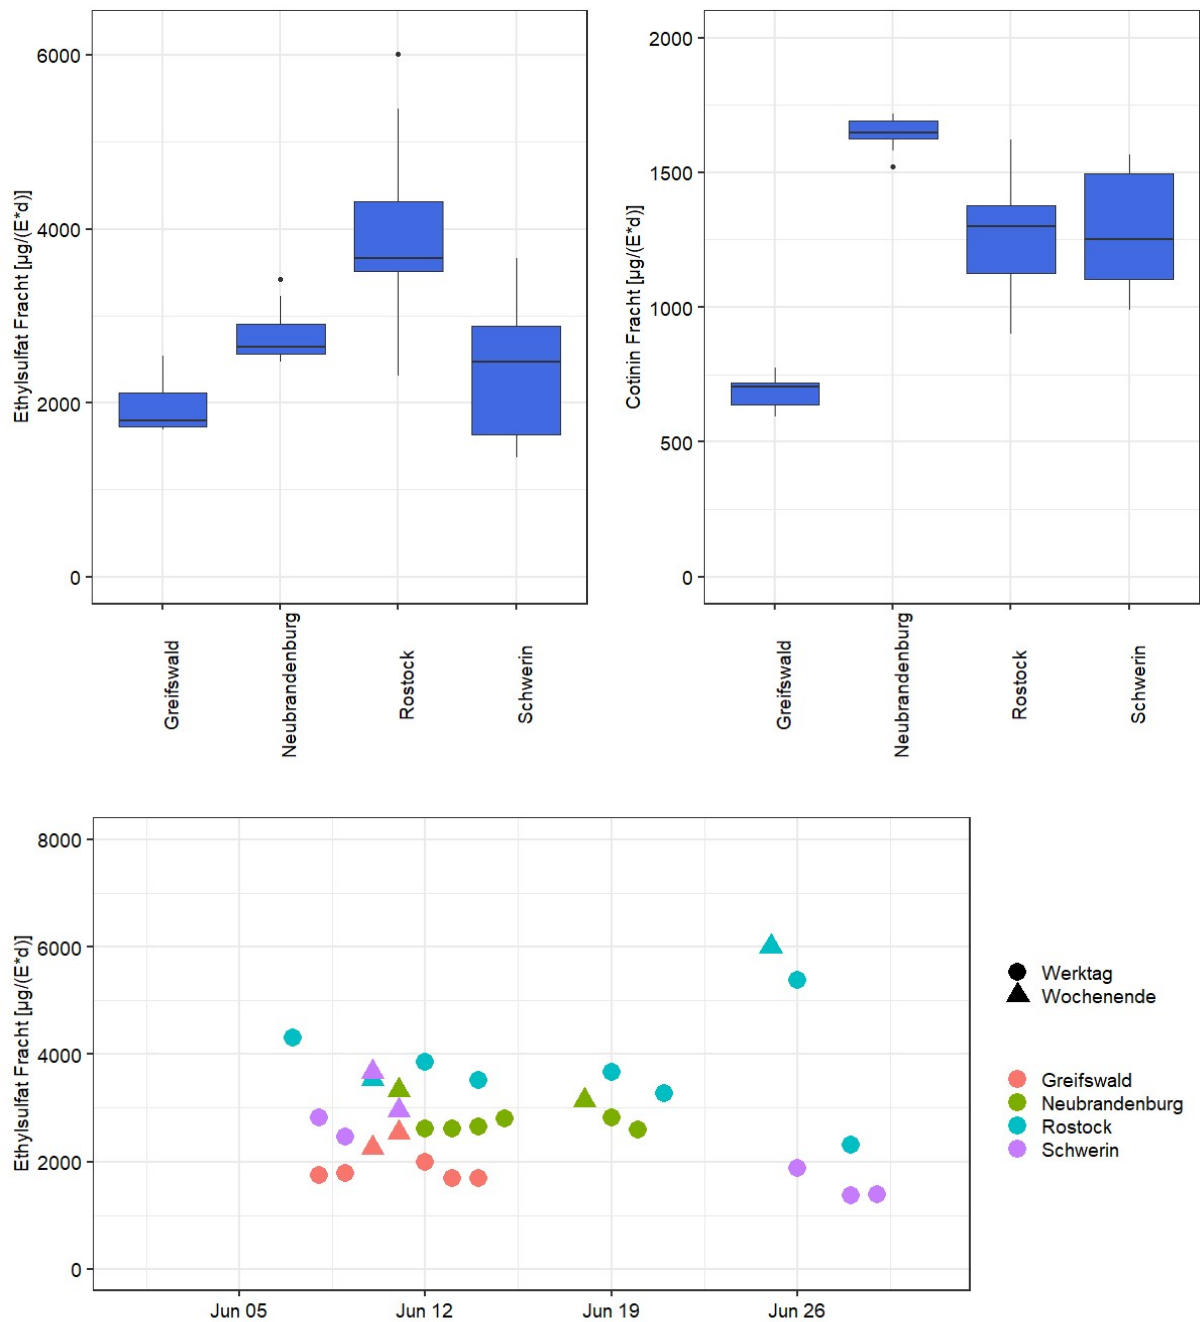 Ethylsulfat Fracht [µg/(E*d)]
6000
4000
2000
0
Greifswald
Neubrandenburg
Rostock
Schwerin
Cotinin Fracht [µg/(E*d)]
2000
1500
1000
500
0
Greifswald
Neubrandenburg
Rostock
Schwerin
Ethylsulfat Fracht [µg/(E*d)]
8000
6000
4000
2000
0
Jun 05
Jun 12
Jun 19
Jun 26
Werktag
Wochenende
Greifswald
Neubrandenburg
Rostock
Schwerin